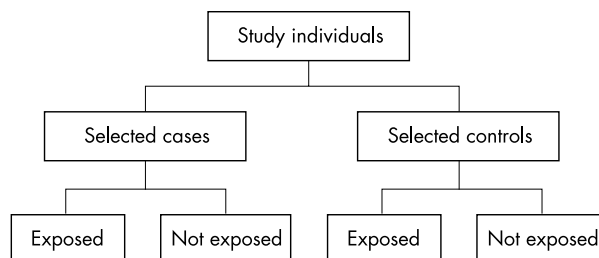 Study individuals
Selected cases
Selected controls
Exposed
Not exposed
Exposed
Not exposed